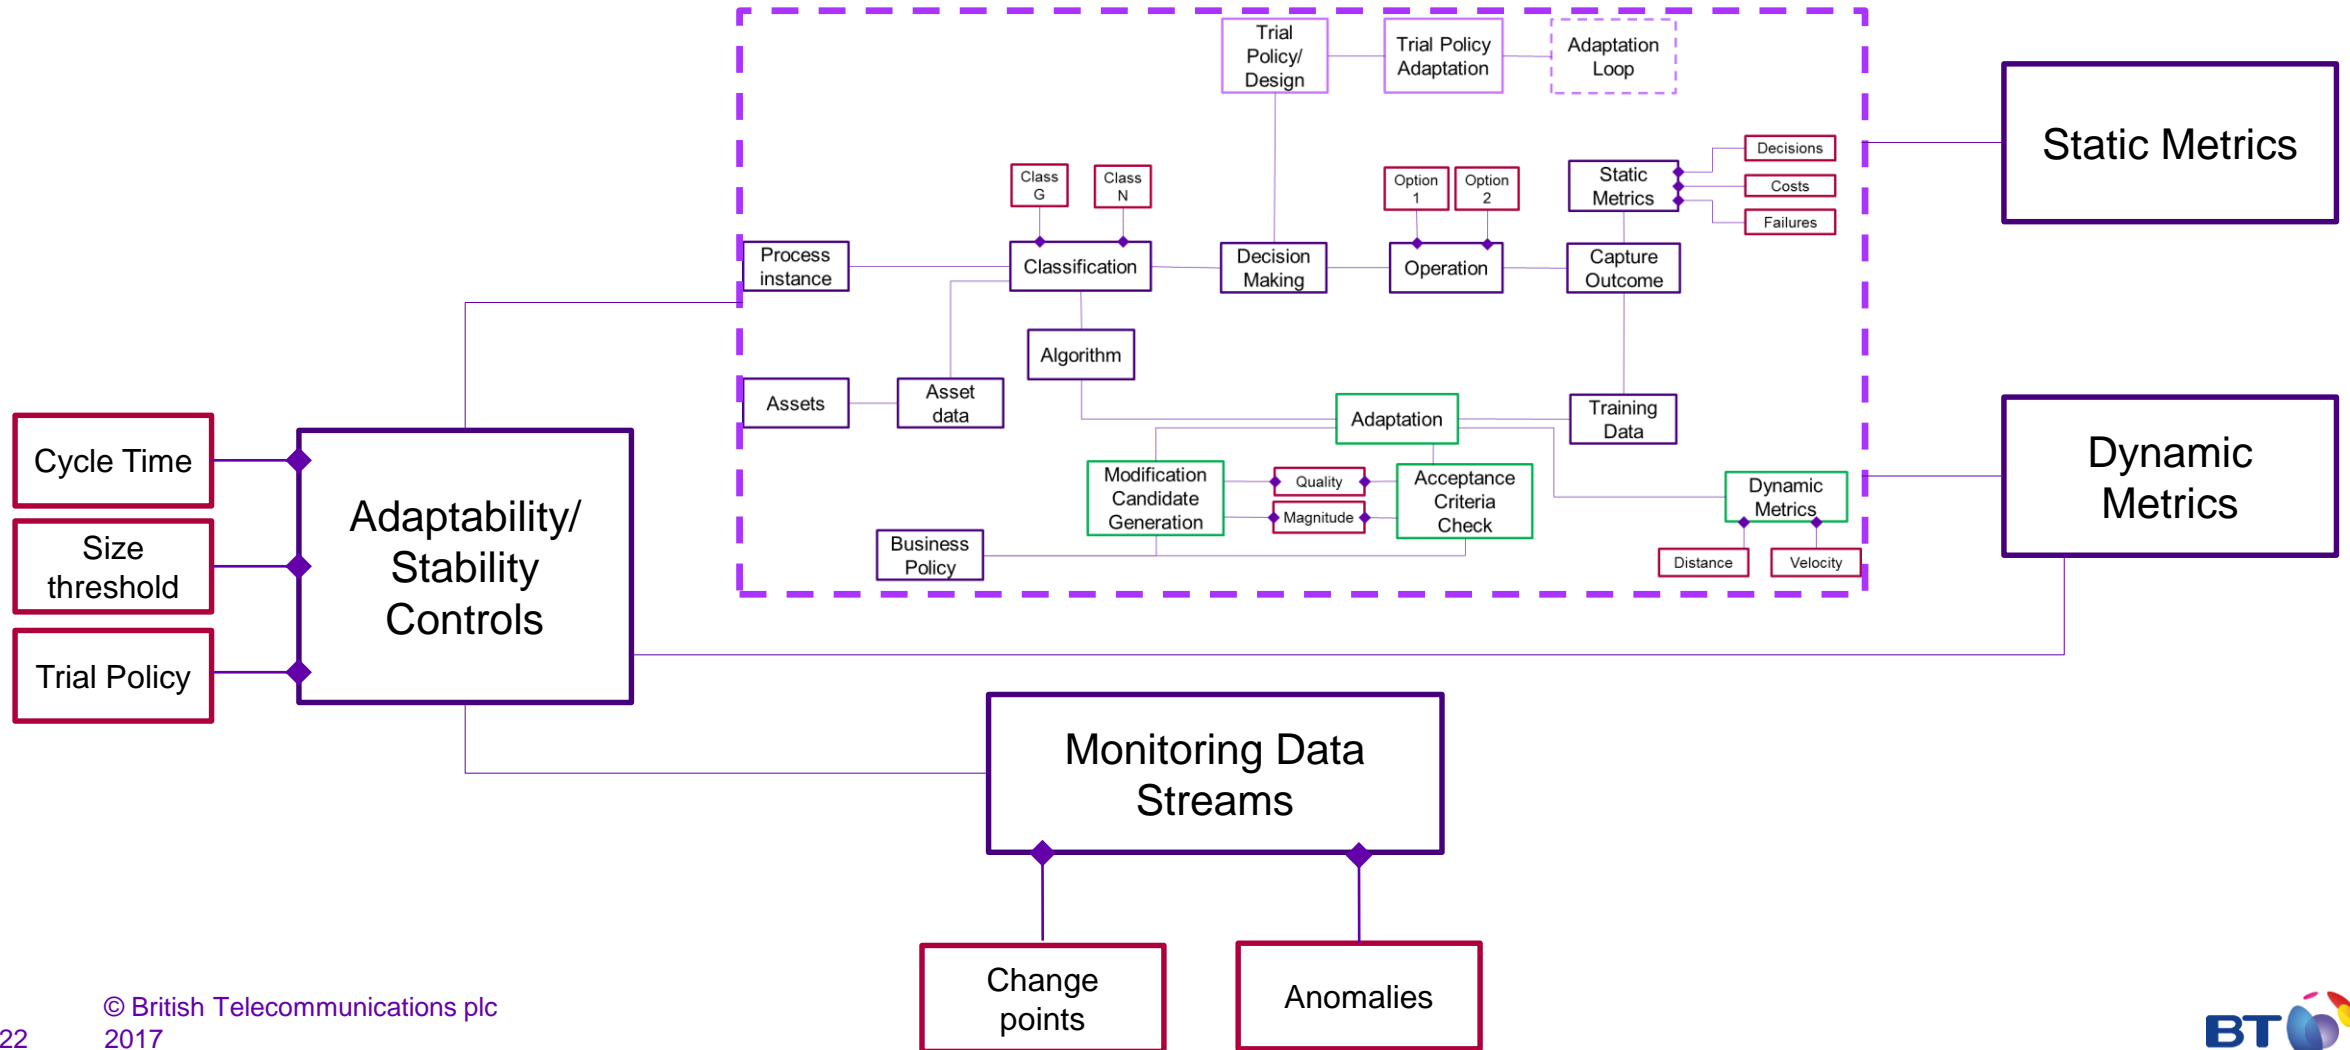 Trial
Policy/
Design
Trial Policy
Adaptation
Adaptation
Loop
Static Metrics
Decisions
Costs
Failures
Static
Metrics
Class
G
Class
N
Option
1
Option
2
Process
instance
Classification
Decision
Making
Operation
Capture
Outcome
Algorithm
Assets
Asset
data
Adaptation
Training
Data
Modification
Candidate
Generation
Quality
Magnitude
Acceptance
Criteria
Check
Dynamic
Metrics
Distance
Velocity
Business
Policy
Dynamic
Metrics
Cycle Time
Size
threshold
Trial Policy
Adaptability/
Stability
Controls
Monitoring Data
Streams
Change
points
Anomalies
22
© British Telecommunications plc
2017
BT